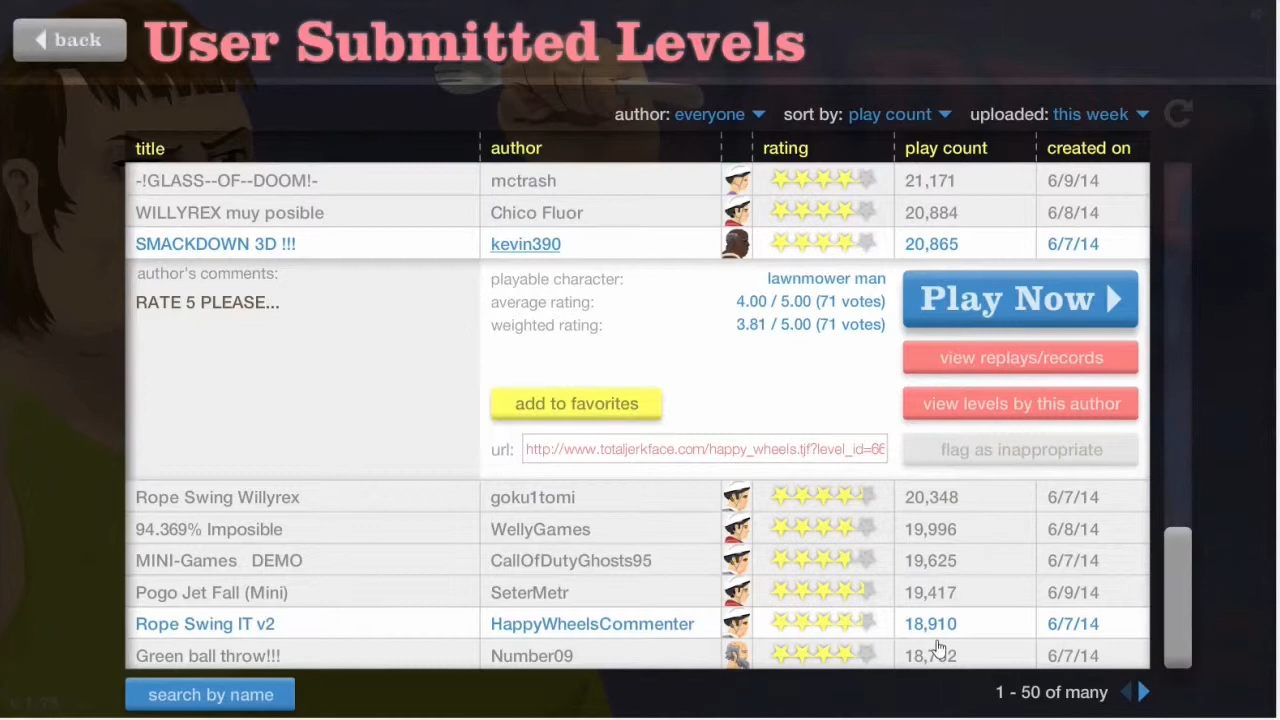 back
User Submitted Levels
author: everyone sort by: play count uploaded: this week
title author rating play count created on
-!GLASS--OF--DOOM!- mctrash 21,171 6/9/14
WILLYREX muy posible Chico Fluor 20,884 6/8/14
SMACKDOWN 3D !!! kevin390 20,865 6/7/14
author's comments:
RATE 5 PLEASE...
playable character: lawnmower man
average rating: 4.00 / 5.00 (71 votes)
weighted rating: 3.81 / 5.00 (71 votes)
add to favorites
url: http://www.totaljerkface.com/happy_wheels.tjf?level_id=66
Play Now
view replays/records
view levels by this author
flag as inappropriate
Rope Swing Willyrex goku1tomi 20,348 6/7/14
94.369% Imposible WellyGames 19,996 6/8/14
MINI-Games DEMO CallOfDutyGhosts95 19,625 6/7/14
Pogo Jet Fall (Mini) SeterMetr 19,417 6/9/14
Rope Swing IT v2 HappyWheelsCommenter 18,910 6/7/14
Green ball throw!!! Number09 6/7/14
search by name
1 - 50 of many